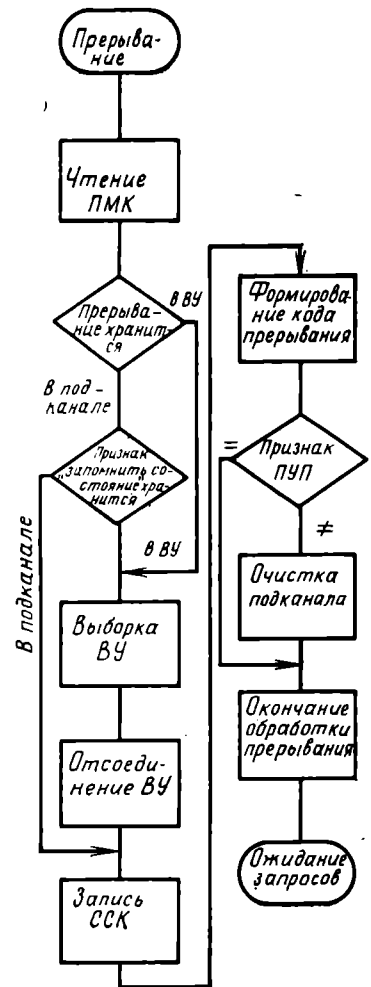 Прерыва-
ние
Чтение
ПМК
в ВУ
Прерыва-
ние хранит-
ся
В под-
канале
Признак
„запомнить со-
стояние" хра-
нится
в ВУ
В подканале
Выборка
ВУ
Отсоеди-
нение ВУ
Запись
ССК
Формирова-
ние кода
прерывания
=
Признак
ПУП
≠
Очистка
подканала
Окончание
обработки
прерывания
Ожидание
запросов